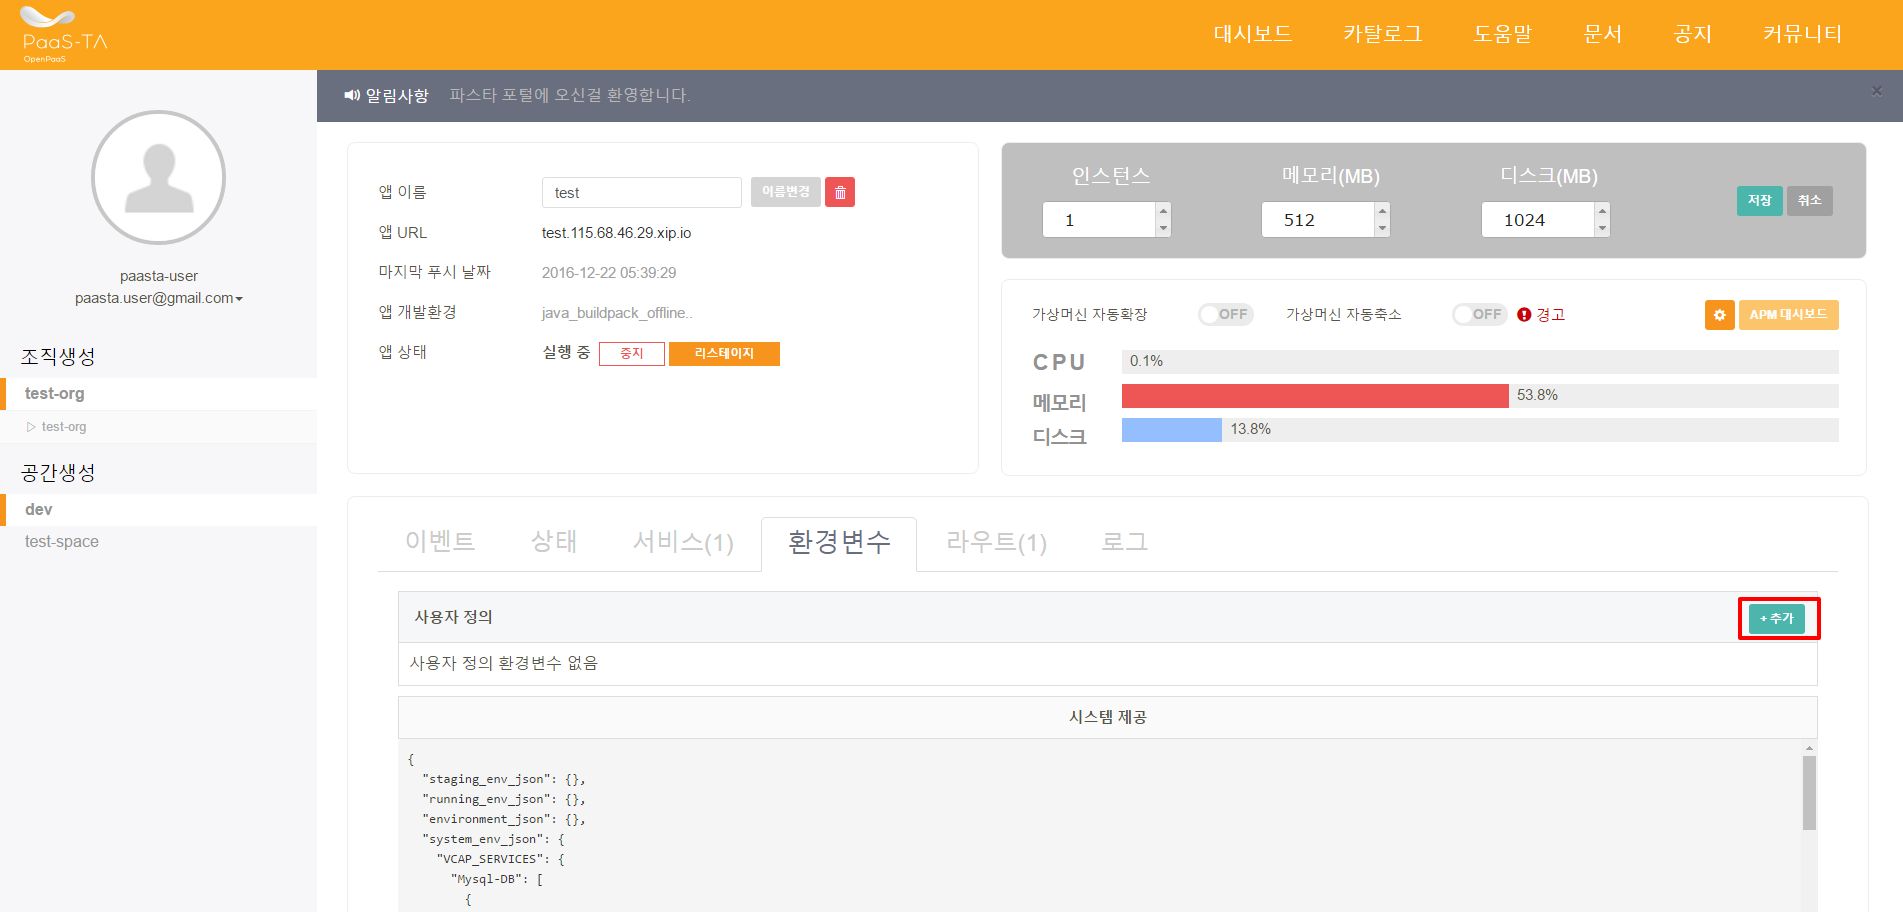 PaaS-TA
OpenPaaS
대시보드 카탈로그 도움말 문서 공지 커뮤니티
알림사항 파스타 포털에 오신걸 환영합니다.
×
paasta-user
paasta.user@gmail.com
조직생성
test-org
test-org
공간생성
dev
test-space
앱 이름 test 이름변경
앱 URL test.115.68.46.29.xip.io
마지막 푸시 날짜 2016-12-22 05:39:29
앱 개발환경 java_buildpack_offline..
앱 상태 실행 중 중지 리스테이지
인스턴스 메모리(MB) 디스크(MB)
1 512 1024 저장 취소
가상머신 자동확장 OFF 가상머신 자동축소 OFF 경고 APM 대시보드
CPU 0.1%
메모리 53.8%
디스크 13.8%
이벤트 상태 서비스(1) 환경변수 라우트(1) 로그
사용자 정의 + 추가
사용자 정의 환경변수 없음
시스템 제공
{
"staging_env_json": {},
"running_env_json": {},
"environment_json": {},
"system_env_json": {
"VCAP_SERVICES": {
"Mysql-DB": [
{